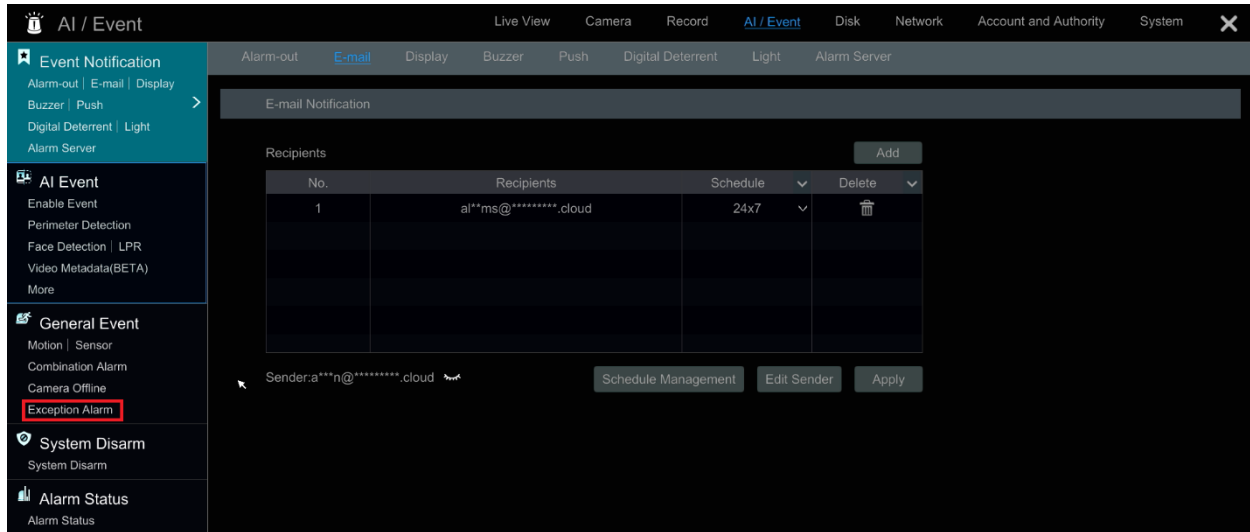 AI / Event
Live View Camera Record AI / Event Disk Network Account and Authority System
Event Notification
Alarm-out | E-mail | Display
Buzzer | Push
Digital Deterrent | Light
Alarm Server
AI Event
Enable Event
Perimeter Detection
Face Detection | LPR
Video Metadata(BETA)
More
General Event
Motion | Sensor
Combination Alarm
Camera Offline
Exception Alarm
System Disarm
System Disarm
Alarm Status
Alarm Status
Alarm-out E-mail Display Buzzer Push Digital Deterrent Light Alarm Server
E-mail Notification
Recipients Add
No. Recipients Schedule Delete
1 al**ms@*********.cloud 24x7
Sender:a***n@*********.cloud Schedule Management Edit Sender Apply